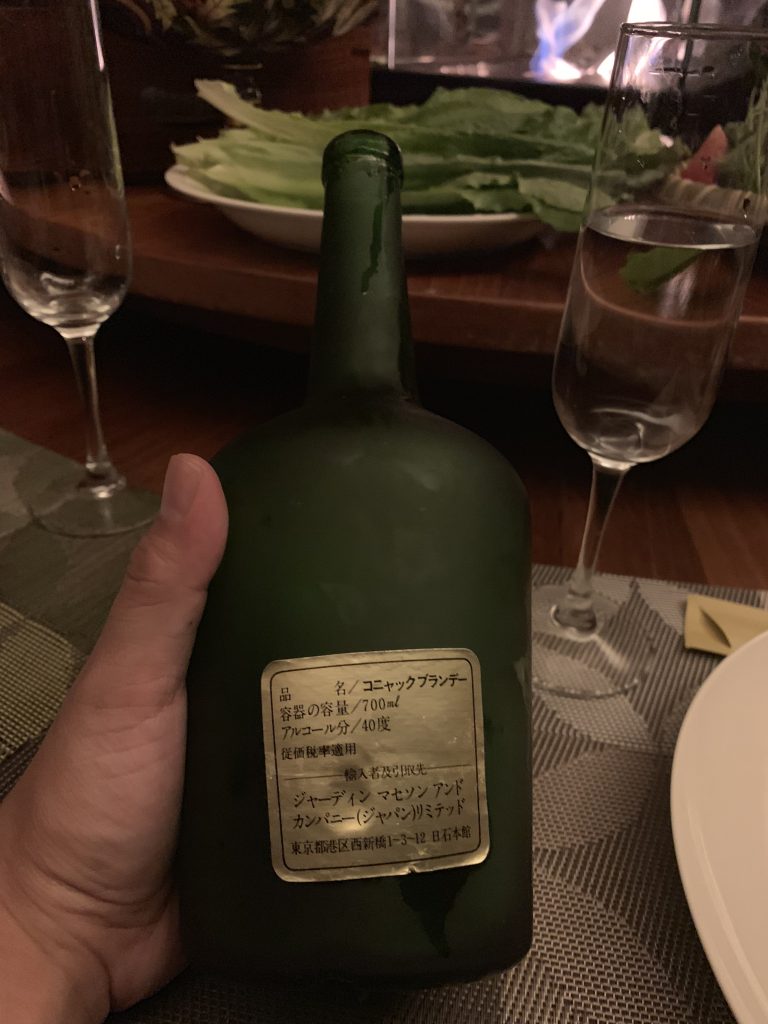 品 名/コニャックブランデー
容器の容量/700ml
アルコール分/40度
従価税率適用
輸入者及引取先
ジャーディン マセソン アンド
カンパニー(ジャパン)リミテッド
東京都港区西新橋1-3-12 日石本館